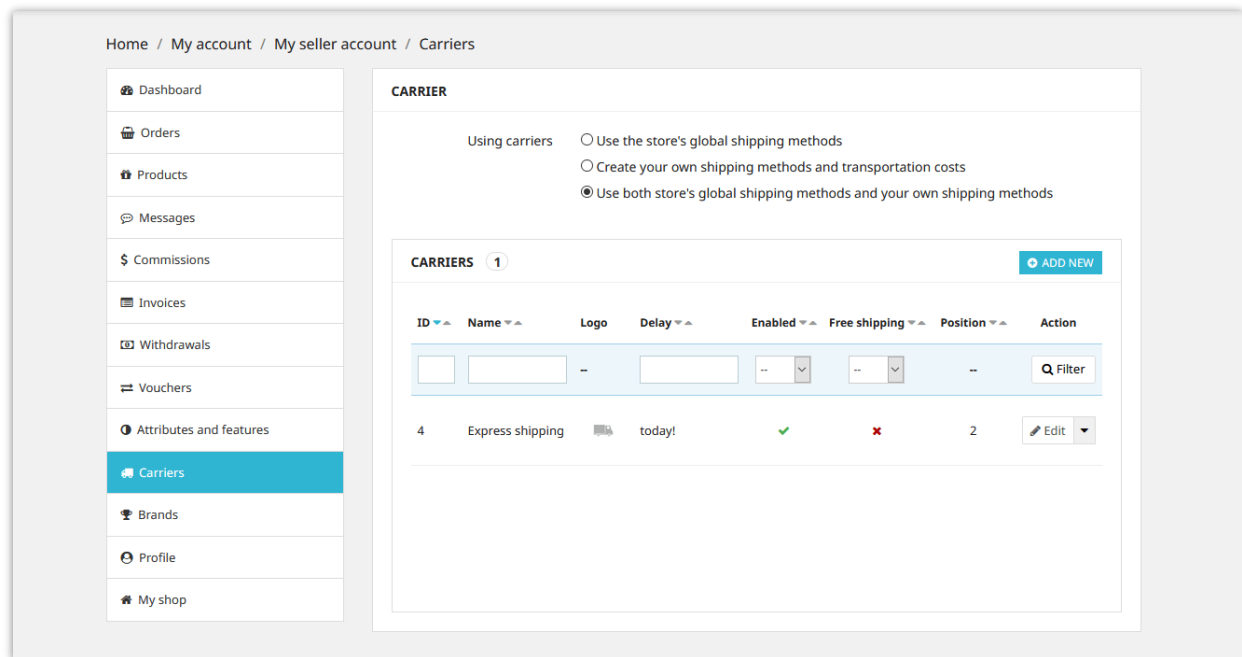 Home / My account / My seller account / Carriers
Dashboard
Orders
Products
Messages
Commissions
Invoices
Withdrawals
Vouchers
Attributes and features
Carriers
Brands
Profile
My shop
CARRIER
Using carriers
Use the store's global shipping methods
Create your own shipping methods and transportation costs
Use both store's global shipping methods and your own shipping methods
CARRIERS 1
ADD NEW
ID Name Logo Delay Enabled Free shipping Position Action
-- -- -- -- Filter
4 Express shipping today! 2 Edit